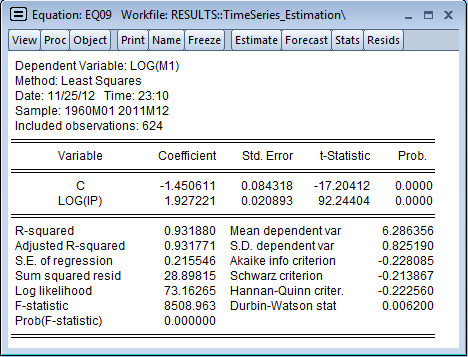 Equation: EQ09 Workfile: RESULTS::TimeSeries_Estimation\
View Proc Object Print Name Freeze Estimate Forecast Stats Resids
Dependent Variable: LOG(M1)
Method: Least Squares
Date: 11/25/12 Time: 23:10
Sample: 1960M01 2011M12
Included observations: 624
Variable Coefficient Std. Error t-Statistic Prob.
C -1.450611 0.084318 -17.20412 0.0000
LOG(IP) 1.927221 0.020893 92.24404 0.0000
R-squared 0.931880 Mean dependent var 6.286356
Adjusted R-squared 0.931771 S.D. dependent var 0.825190
S.E. of regression 0.215546 Akaike info criterion -0.228085
Sum squared resid 28.89815 Schwarz criterion -0.213867
Log likelihood 73.16265 Hannan-Quinn criter. -0.222560
F-statistic 8508.963 Durbin-Watson stat 0.006200
Prob(F-statistic) 0.000000